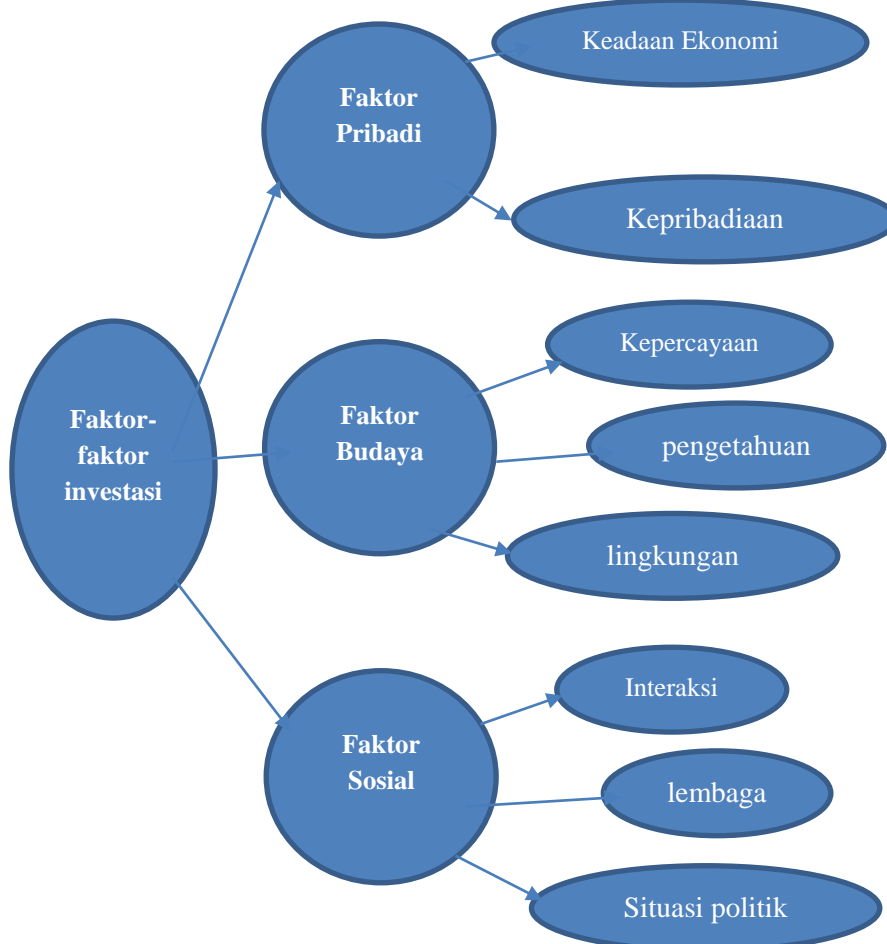 Faktor-
faktor
investasi
Faktor
Pribadi
Keadaan Ekonomi
Kepribadiaan
Faktor
Budaya
Kepercayaan
pengetahuan
lingkungan
Faktor
Sosial
Interaksi
lembaga
Situasi politik